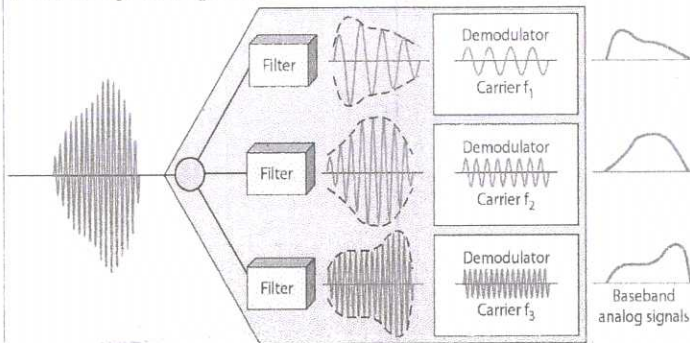 Demodulator
Filter
Carrier f₁
Demodulator
Filter
Carrier f₂
Demodulator
Filter
Carrier f₃
Baseband
analog signals